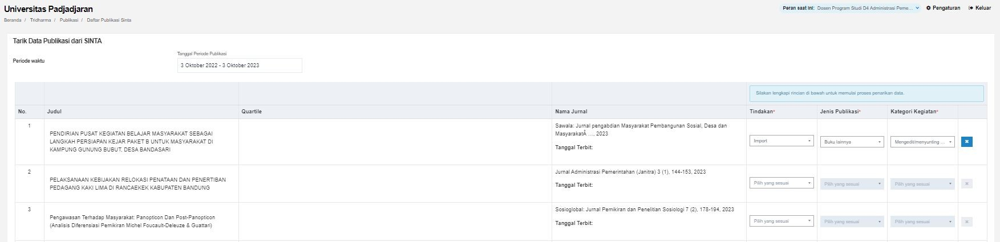 Universitas Padjadjaran
Peran saat ini: Dosen Program Studi D4 Administrasi Peme...
Pengaturan
Keluar
Beranda / Tridharma / Publikasi / Daftar Publikasi Sinta
Tarik Data Publikasi dari SINTA
Tanggal Periode Publikasi
Periode waktu
3 Oktober 2022 - 3 Oktober 2023
Silakan lengkapi rincian di bawah untuk memulai proses penarikan data.
No. Judul Quartile Nama Jurnal Tindakan* Jenis Publikasi* Kategori Kegiatan*
1
PENDIRIAN PUSAT KEGIATAN BELAJAR MASYARAKAT SEBAGAI
LANGKAH PERSIAPAN KEJAR PAKET B UNTUK MASYARAKAT DI
KAMPUNG GUNUNG BUBUT, DESA BANDASARI
Sawala: Jurnal pengabdian Masyarakat Pembangunan Sosial, Desa dan
MasyarakatÂ ..., 2023
Tanggal Terbit:
Import
Buku lainnya
Mengedit/menyunting ...
2
PELAKSANAAN KEBIJAKAN RELOKASI PENATAAN DAN PENERTIBAN
PEDAGANG KAKI LIMA DI RANCAEKEK KABUPATEN BANDUNG
Jurnal Administrasi Pemerintahan (Janitra) 3 (1), 144-153, 2023
Tanggal Terbit:
Pilih yang sesuai
Pilih yang sesuai
Pilih yang sesuai
3
Pengawasan Terhadap Masyarakat: Panopticon Dan Post-Panopticon
(Analisis Diferensiasi Pemikiran Michel Foucault-Deleuze & Guattari)
Sosioglobal: Jurnal Pemikiran dan Penelitian Sosiologi 7 (2), 178-194, 2023
Tanggal Terbit:
Pilih yang sesuai
Pilih yang sesuai
Pilih yang sesuai